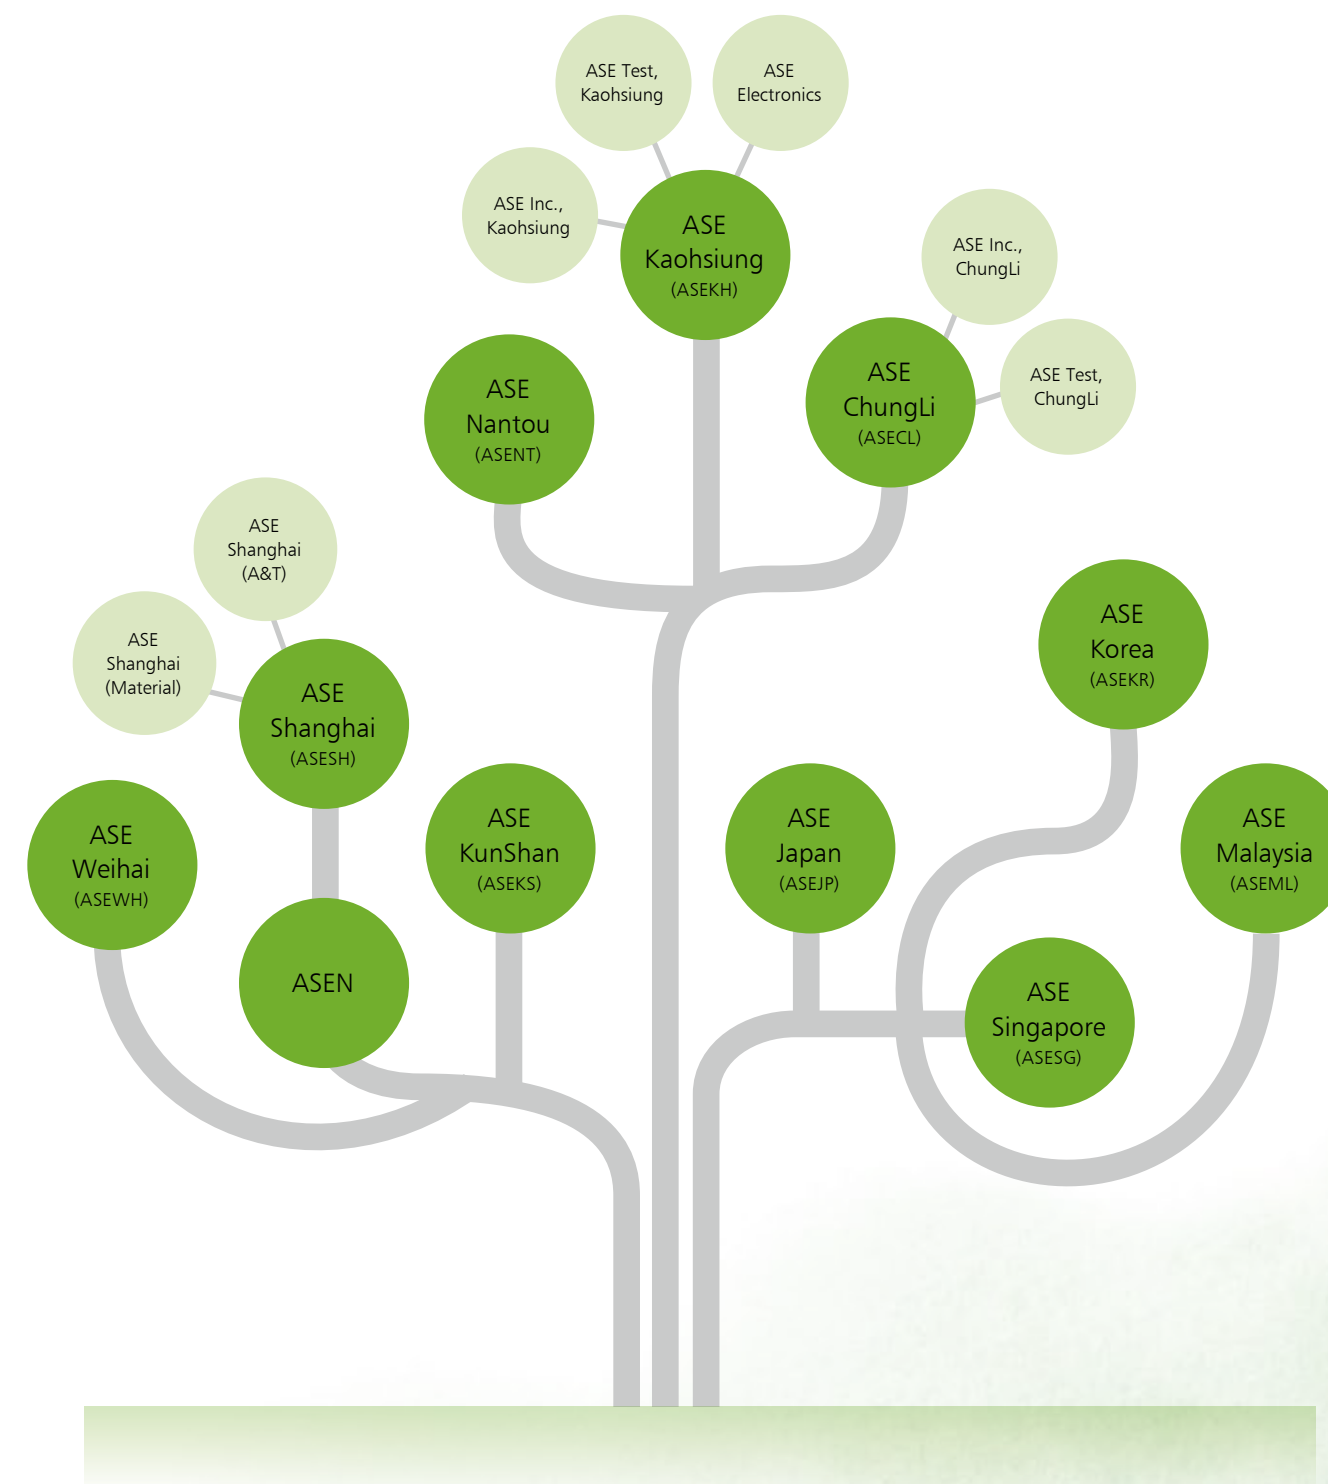 ASE Test,
Kaohsiung
ASE
Electronics
ASE Inc.,
Kaohsiung
ASE
Kaohsiung
(ASEKH)
ASE Inc.,
ChungLi
ASE Test,
ChungLi
ASE
ChungLi
(ASECL)
ASE
Nantou
(ASENT)
ASE
Shanghai
(A&T)
ASE
Shanghai
(Material)
ASE
Shanghai
(ASESH)
ASE
Korea
(ASEKR)
ASE
Weihai
(ASEWH)
ASE
KunShan
(ASEKS)
ASE
Japan
(ASEJP)
ASE
Malaysia
(ASEML)
ASEN
ASE
Singapore
(ASESG)